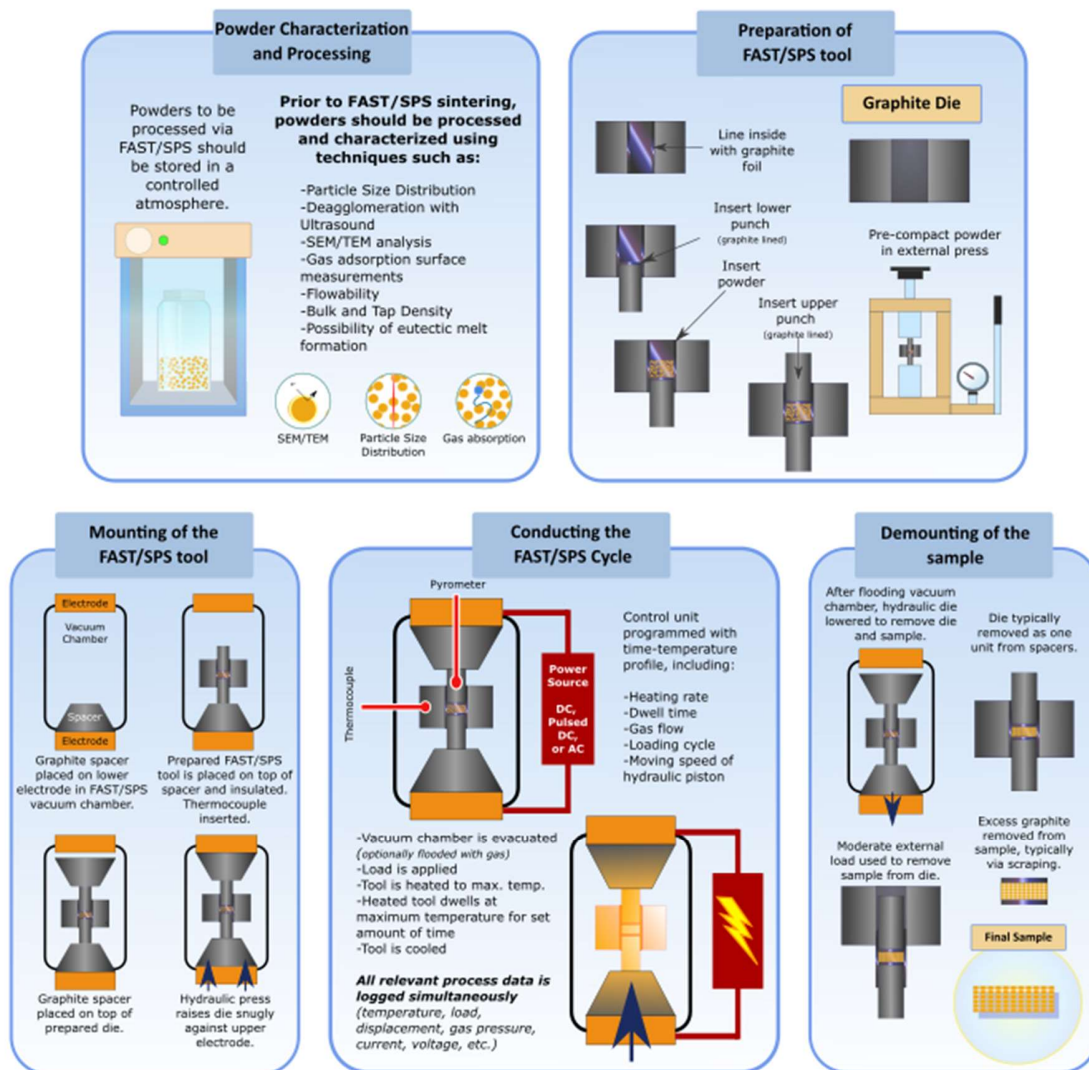 Powder Characterization
and Processing
Powders to be
processed via
FAST/SPS should
be stored in a
controlled
atmosphere.
Prior to FAST/SPS sintering,
powders should be processed
and characterized using
techniques such as:
-Particle Size Distribution
-Deagglomeration with
Ultrasound
-SEM/TEM analysis
-Gas adsorption surface
measurements
-Flowability
-Bulk and Tap Density
-Possibility of eutectic melt
formation
SEM/TEM
Particle Size
Distribution
Gas absorption
Preparation of
FAST/SPS tool
Graphite Die
Line inside
with graphite
foil
Insert lower
punch
(graphite lined)
Insert
powder
Insert upper
punch
(graphite lined)
Pre-compact powder
in external press
Mounting of the
FAST/SPS tool
Electrode
Vacuum
Chamber
Spacer
Electrode
Graphite spacer
placed on lower
electrode in FAST/SPS
vacuum chamber.
Prepared FAST/SPS
tool is placed on top of
spacer and insulated.
Thermocouple
inserted.
Graphite spacer
placed on top of
prepared die.
Hydraulic press
raises die snugly
against upper
electrode.
Conducting the
FAST/SPS Cycle
Pyrometer
Thermocouple
Power
Source
DC,
Pulsed
DC,
or AC
Control unit
programmed with
time-temperature
profile, including:
-Heating rate
-Dwell time
-Gas flow
-Loading cycle
-Moving speed of
hydraulic piston
-Vacuum chamber is evacuated
(optionally flooded with gas)
-Load is applied
-Tool is heated to max. temp.
-Heated tool dwells at
maximum temperature for set
amount of time
-Tool is cooled
All relevant process data is
logged simultaneously
(temperature, load,
displacement, gas pressure,
current, voltage, etc.)
Demounting of the
sample
After flooding vacuum
chamber, hydraulic die
lowered to remove die
and sample.
Die typically
removed as one
unit from spacers.
Moderate external
load used to remove
sample from die.
Excess graphite
removed from
sample, typically
via scraping.
Final Sample